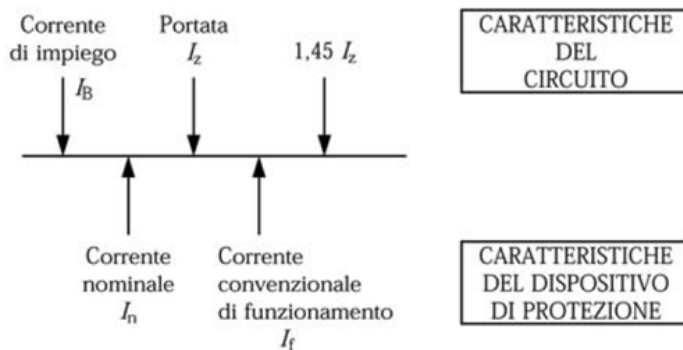 Corrente
di impiego
I_B
Portata
I_z
1,45 I_z
CARATTERISTICHE
DEL
CIRCUITO
Corrente
nominale
I_n
Corrente
convenzionale
di funzionamento
I_f
CARATTERISTICHE
DEL DISPOSITIVO
DI PROTEZIONE